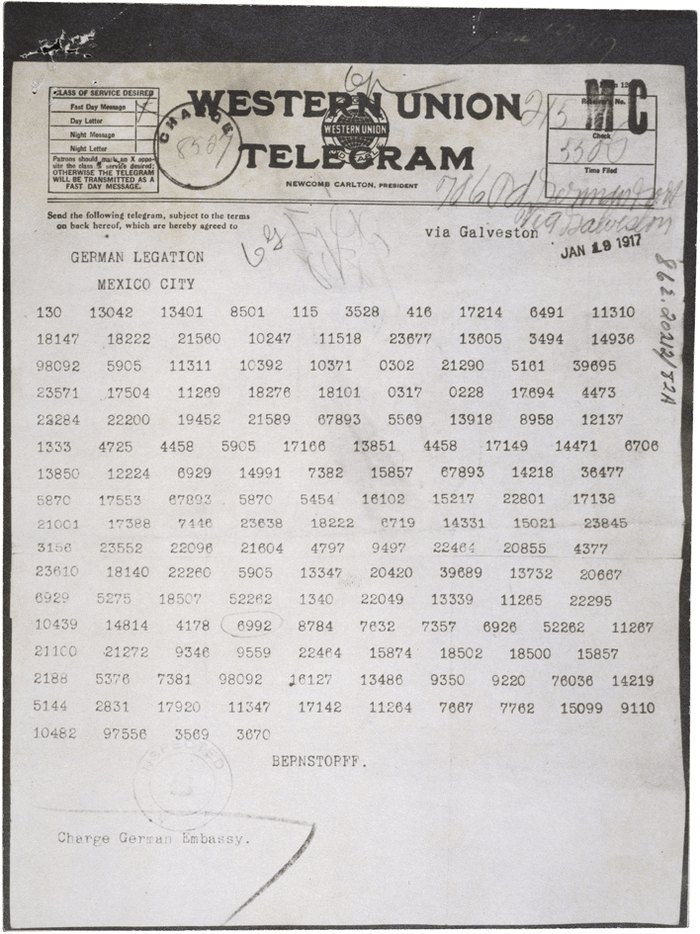 CLASS OF SERVICE DESIRED
Fast Day Message
Day Letter
Night Message
Night Letter
Patrons should mark an X oppo-
site the class of service desired;
OTHERWISE THE TELEGRAM
WILL BE TRANSMITTED AS A
FAST DAY MESSAGE.
CHARGE
WESTERN UNION
WESTERN UNION
TELEGRAM
NEWCOMB CARLTON, PRESIDENT
M C
Receiver's No.
Check
Time Filed
Send the following telegram, subject to the terms
on back hereof, which are hereby agreed to
via Galveston
via Galveston
JAN 19 1917
862.20212/82A
GERMAN LEGATION
MEXICO CITY
130 13042 13401 8501 115 3528 416 17214 6491 11310
18147 18222 21560 10247 11518 23677 13605 3494 14936
98092 5905 11311 10392 10371 0302 21290 5161 39695
23571 17504 11269 18276 18101 0317 0228 17694 4473
22284 22200 19452 21589 67893 5569 13918 8958 12137
1333 4725 4458 5905 17166 13851 4458 17149 14471 6706
13850 12224 6929 14991 7382 15857 67893 14218 36477
5870 17553 67893 5870 5454 16102 15217 22801 17138
21001 17388 7446 23638 18222 6719 14331 15021 23845
3156 23552 22096 21604 4797 9497 22464 20855 4377
23610 18140 22260 5905 13347 20420 39689 13732 20667
6929 5275 18507 52262 1340 22049 13339 11265 22295
10439 14814 4178 6992 8784 7632 7357 6926 52262 11267
21100 21272 9346 9559 22464 15874 18502 18500 15857
2188 5376 7381 98092 16127 13486 9350 9220 76036 14219
5144 2831 17920 11347 17142 11264 7667 7762 15099 9110
10482 97556 3569 3670
BERNSTORFF.
Charge German Embassy.